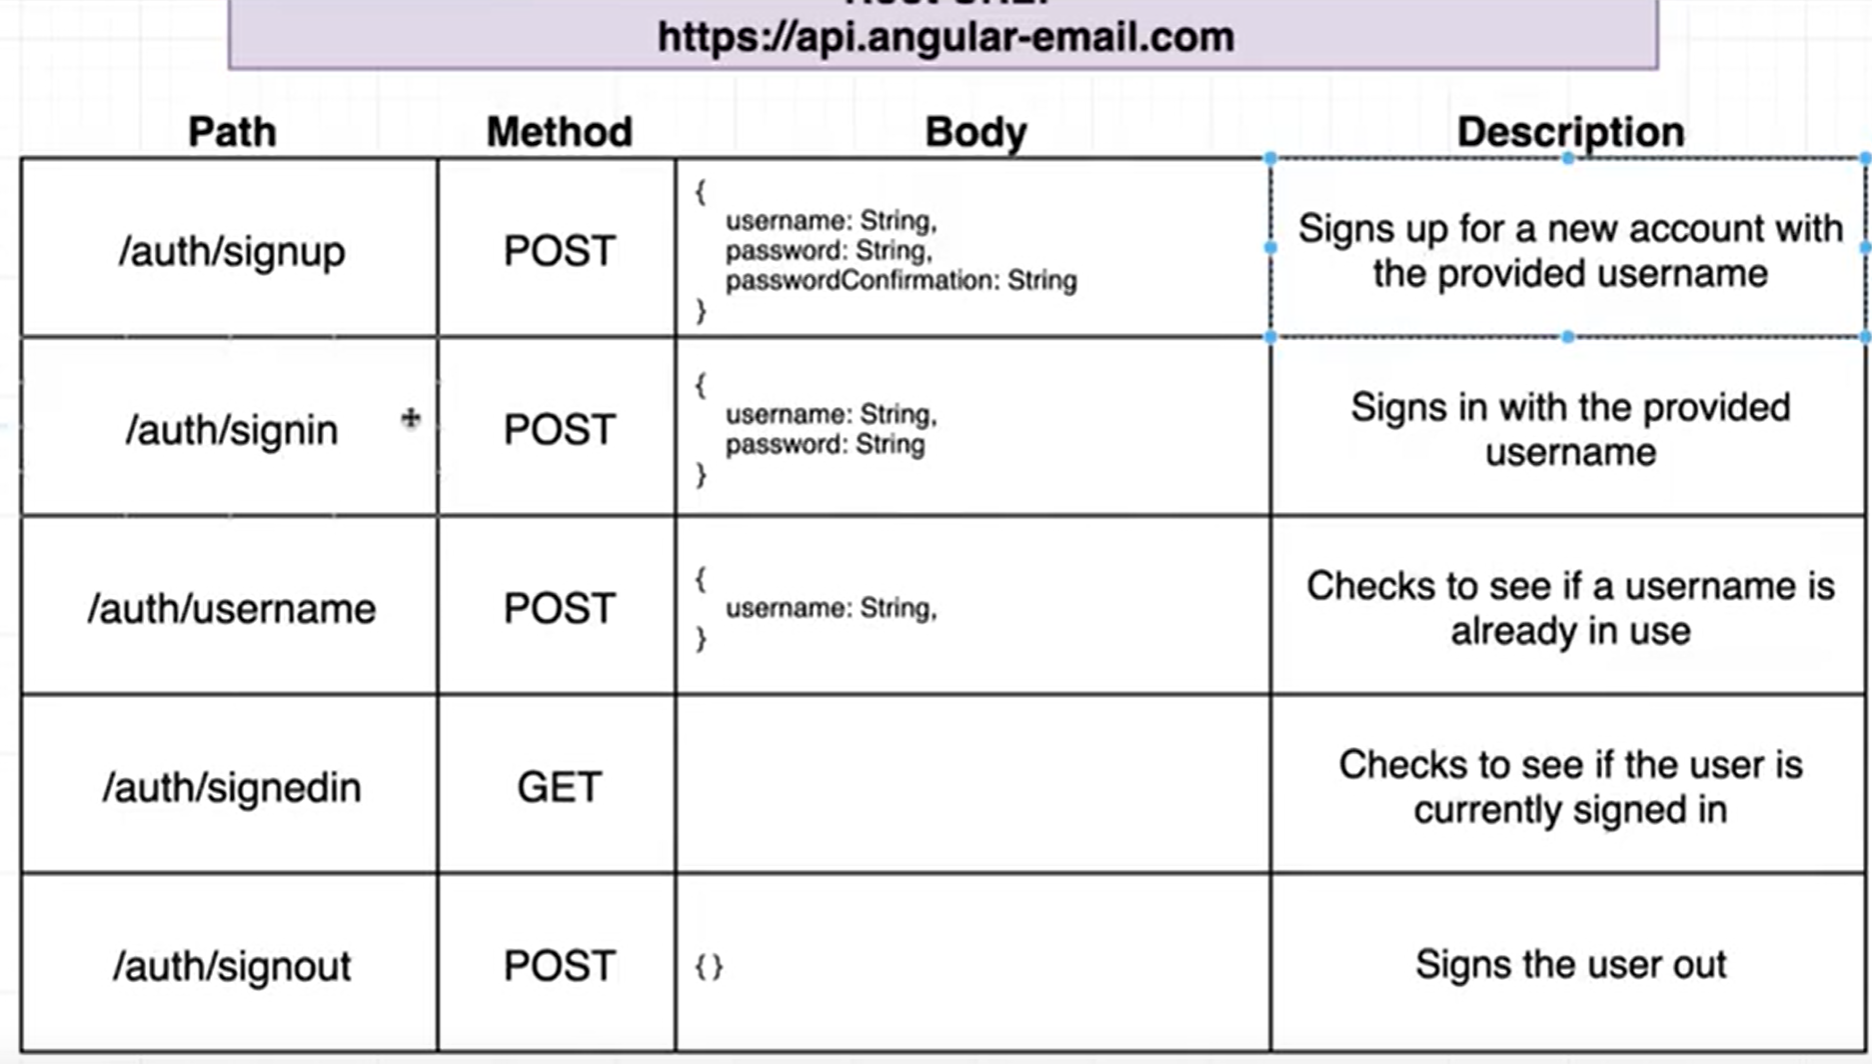 https://api.angular-email.com
Path Method Body Description
/auth/signup POST
{
username: String,
password: String,
passwordConfirmation: String
}
Signs up for a new account with
the provided username
/auth/signin POST
{
username: String,
password: String
}
Signs in with the provided
username
/auth/username POST
{
username: String,
}
Checks to see if a username is
already in use
/auth/signedin GET
Checks to see if the user is
currently signed in
/auth/signout POST {} Signs the user out